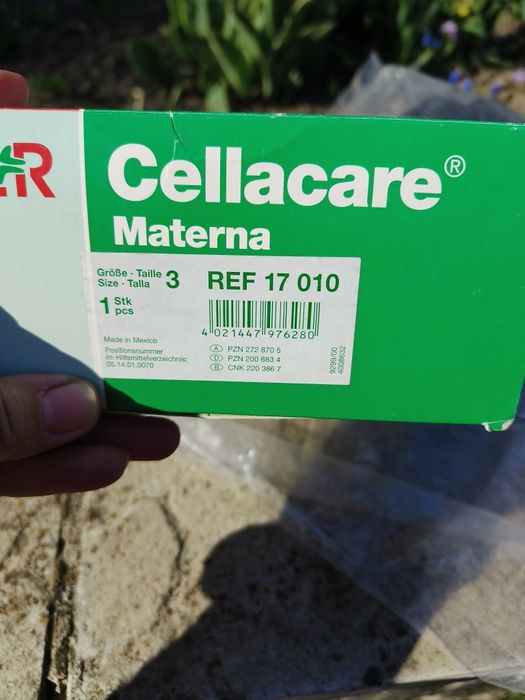 Cellacare®
Materna
Größe · Taille
Size · Talla
3
REF 17 010
1 Stk
pcs
4 021447 976280
Made in Mexico
Positionsnummer
im Hilfsmittelverzeichnis:
05.14.01.0070
A PZN 272 870 5
D PZN 200 683 4
B CNK 220 386 7
9299/00
4008632